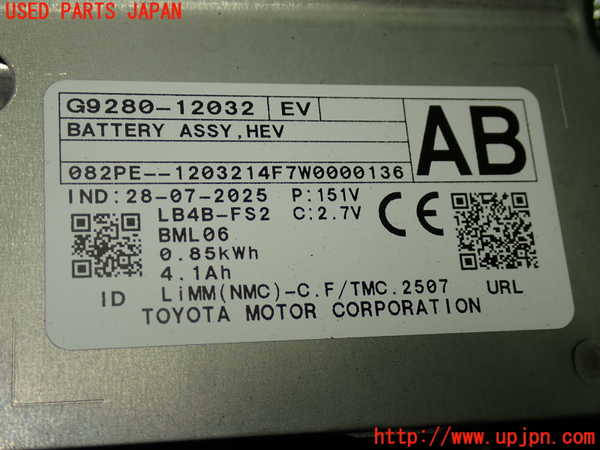 USED PARTS JAPAN
G9280-12032 EV
BATTERY ASSY,HEV
AB
082PE--1203214F7W0000136
IND:28-07-2025 P:151V
LB4B-FS2 C:2.7V
CE
BML06
0.85kWh
4.1Ah
ID LiMM(NMC)-C.F/TMC.2507 URL
TOYOTA MOTOR CORPORATION
http://www.upjpn.com/